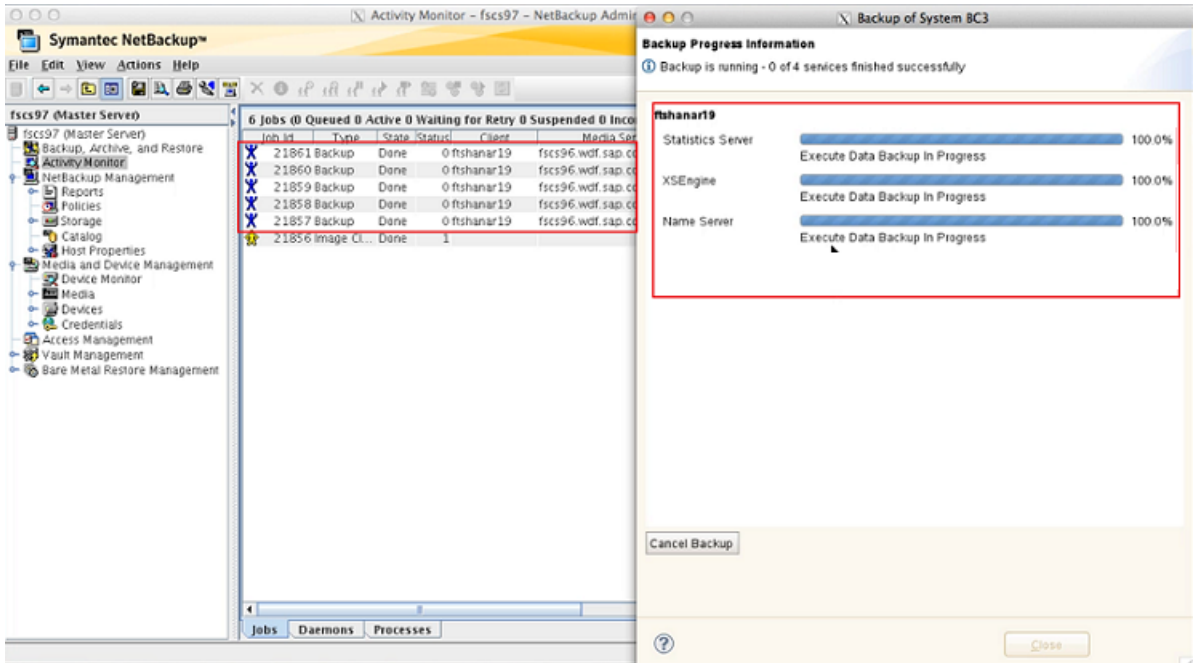 Activity Monitor - fscs97 - NetBackup Admi
Symantec NetBackup™
File Edit View Actions Help
fscs97 (Master Server)
fscs97 (Master Server)
Backup, Archive, and Restore
Activity Monitor
NetBackup Management
Reports
Policies
Storage
Catalog
Host Properties
Media and Device Management
Device Monitor
Media
Devices
Credentials
Access Management
Vault Management
Bare Metal Restore Management
6 Jobs (0 Queued 0 Active 0 Waiting for Retry 0 Suspended 0 Inco
Job Id Type State Status Client Media Ser
21861 Backup Done 0 ftshanar19 fscs96.wdf.sap.co
21860 Backup Done 0 ftshanar19 fscs96.wdf.sap.co
21859 Backup Done 0 ftshanar19 fscs96.wdf.sap.co
21858 Backup Done 0 ftshanar19 fscs96.wdf.sap.co
21857 Backup Done 0 ftshanar19 fscs96.wdf.sap.co
21856 Image Cl... Done 1
Jobs Daemons Processes
Backup of System BC3
Backup Progress Information
Backup is running - 0 of 4 services finished successfully
ftshanar19
Statistics Server 100.0%
Execute Data Backup In Progress
XSEngine 100.0%
Execute Data Backup In Progress
Name Server 100.0%
Execute Data Backup In Progress
Cancel Backup
?
Close